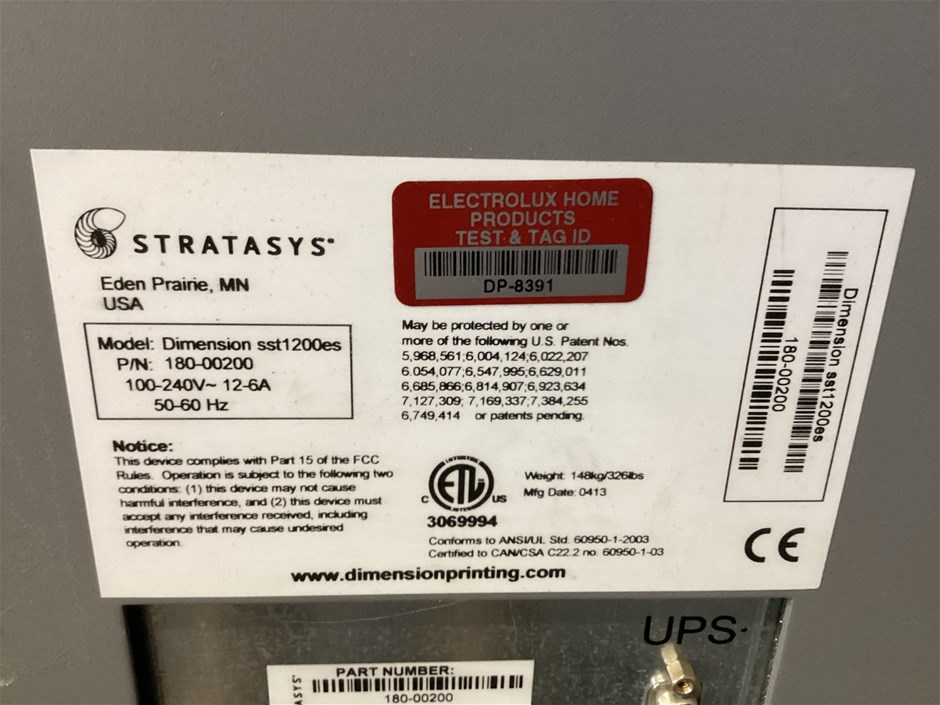 STRATASYS
Eden Prairie, MN
USA
Model: Dimension sst1200es
P/N: 180-00200
100-240V~ 12-6A
50-60 Hz
ELECTROLUX HOME
PRODUCTS
TEST & TAG ID
DP-8391
May be protected by one or
more of the following U.S. Patent Nos.
5,968,561;6,004,124;6,022,207
6.054,077;6,547,995;6,629,011
6,685,866;6,814,907;6,923,634
7,127,309; 7,169,337;7,384,255
6,749,414 or patents pending.
Dimension sst1200es
180-00200
Notice:
This device complies with Part 15 of the FCC
Rules. Operation is subject to the following two
conditions: (1) this device may not cause
harmful interference, and (2) this device must
accept any interference received, including
interference that may cause undesired
operation.
C ETL US
INTERTEK
3069994
Weight: 148kg/326lbs
Mfg Date: 0413
Conforms to ANSI/UL Std. 60950-1-2003
Certified to CAN/CSA C22.2 no. 60950-1-03
CE
www.dimensionprinting.com
UPS
PART NUMBER:
180-00200